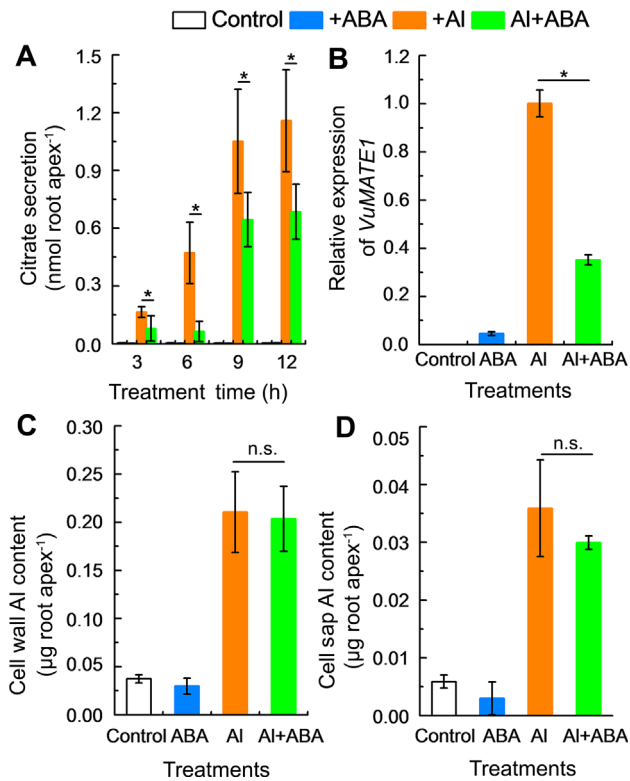 Control +ABA +Al Al+ABA
A
Citrate secretion
(nmol root apex⁻¹)
1.5
1.2
0.9
0.6
0.3
0.0
* * * *
3 6 9 12
Treatment time (h)
B
Relative expression
of VuMATE1
1.2
1.0
0.8
0.6
0.4
0.2
0.0
*
Control ABA Al Al+ABA
Treatments
C
Cell wall Al content
(μg root apex⁻¹)
0.30
0.25
0.20
0.15
0.10
0.05
0.00
n.s.
Control ABA Al Al+ABA
Treatments
D
Cell sap Al content
(μg root apex⁻¹)
0.05
0.04
0.03
0.02
0.01
0.00
n.s.
Control ABA Al Al+ABA
Treatments